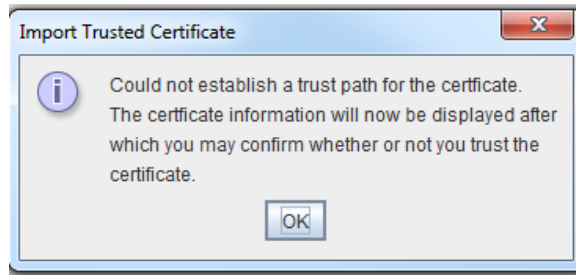 Import Trusted Certificate
Could not establish a trust path for the certficate.
The certficate information will now be displayed after
which you may confirm whether or not you trust the
certificate.
OK